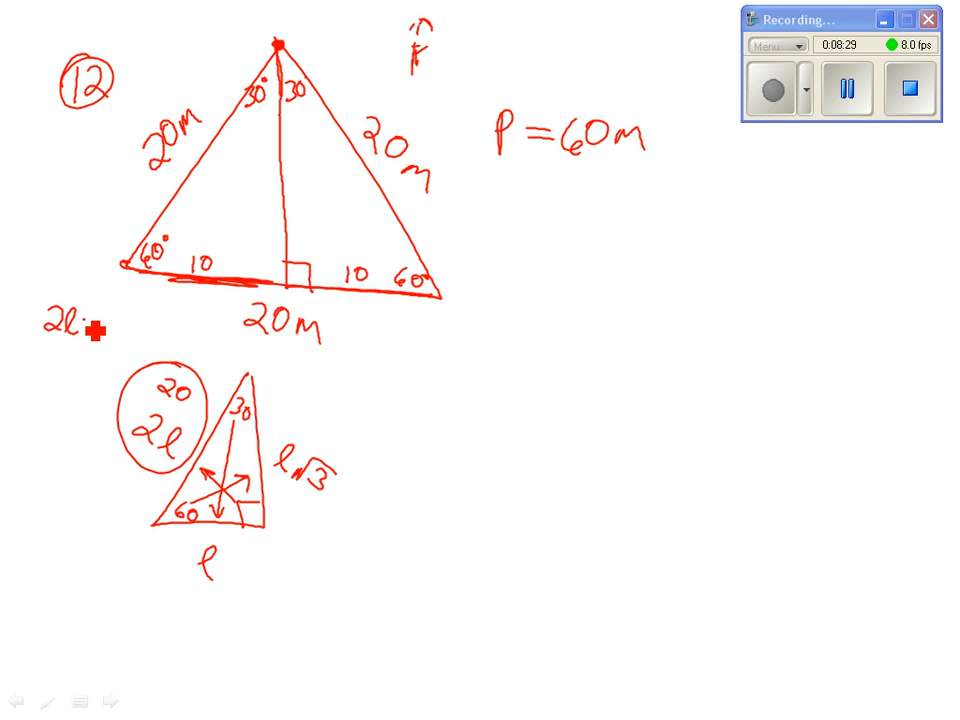 Recording...
Menu
0:08:29
8.0 fps
12
30°
30
20m
20m
P = 60m
60°
10
10
60°
20m
2l
20
2l
30
l√3
60
l